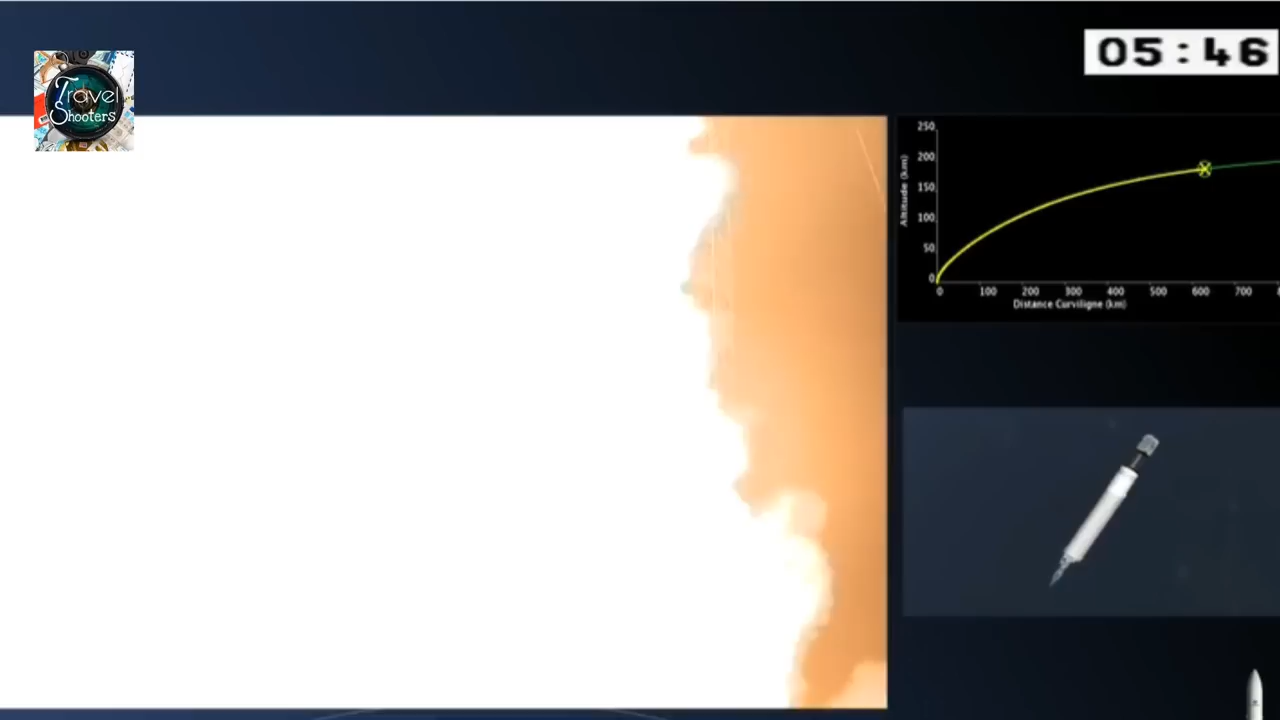 Travel
Shooters
05:46
250
200
150
100
50
0
Altitude (km)
0 100 200 300 400 500 600 700
Distance Curviligne (km)